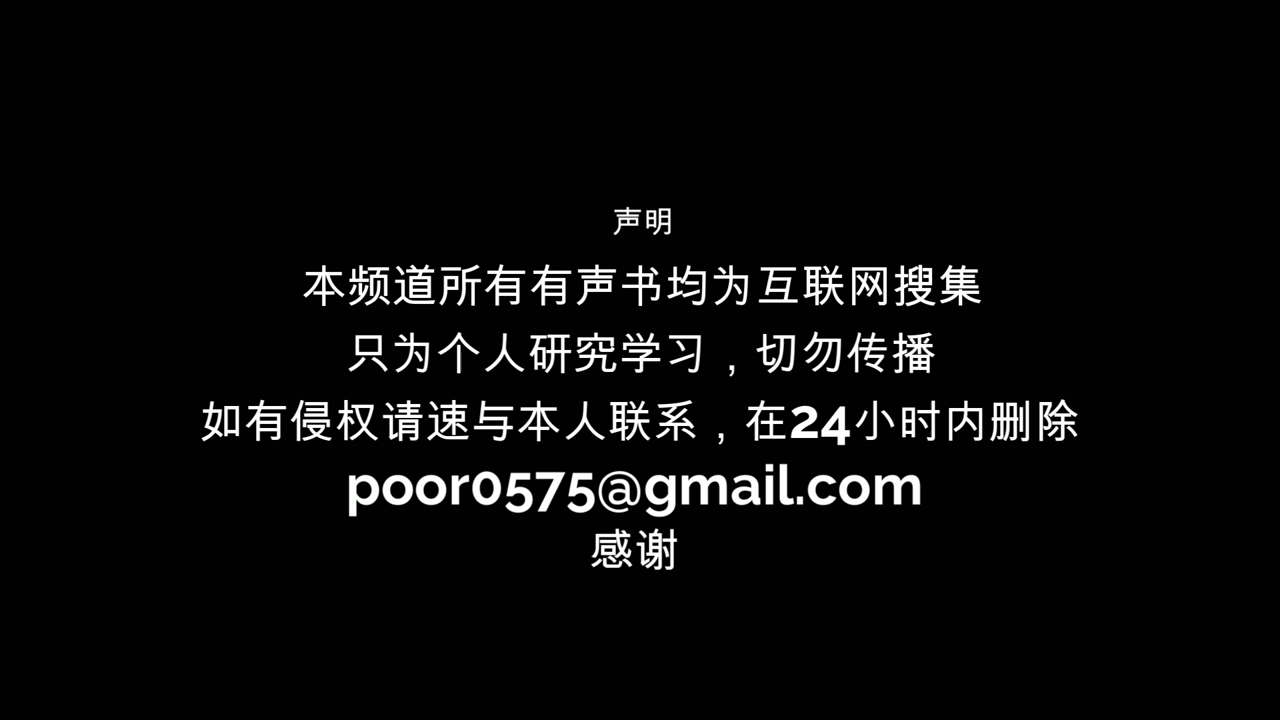 声明
本频道所有有声书均为互联网搜集
只为个人研究学习，切勿传播
如有侵权请速与本人联系，在24小时内删除
poor0575@gmail.com
感谢